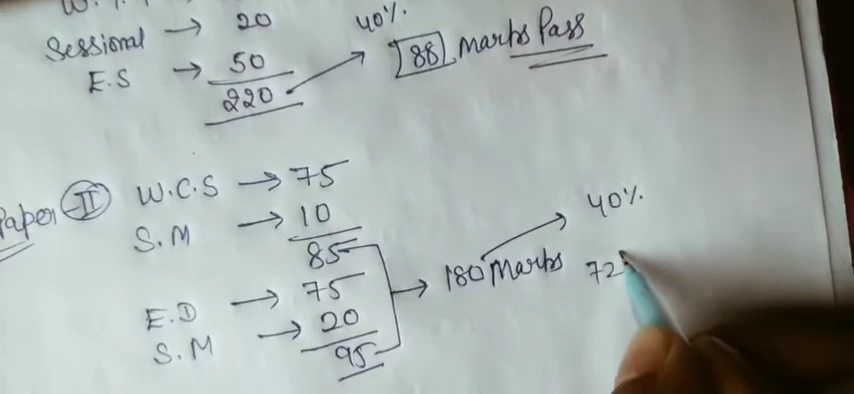 Sessional → 20
E.S → 50
220
40%.
88 Marks Pass
Paper - II W.C.S → 75
S.M → 10
85
E.D → 75
S.M → 20
95
180 Marks
40%.
72